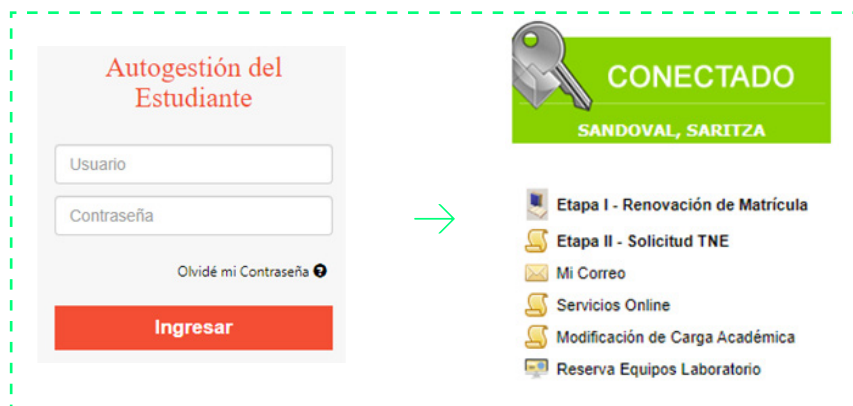 Autogestión del
Estudiante
Usuario
Contraseña
Olvidé mi Contraseña ?
Ingresar
CONECTADO
SANDOVAL, SARITZA
Etapa I - Renovación de Matrícula
Etapa II - Solicitud TNE
Mi Correo
Servicios Online
Modificación de Carga Académica
Reserva Equipos Laboratorio